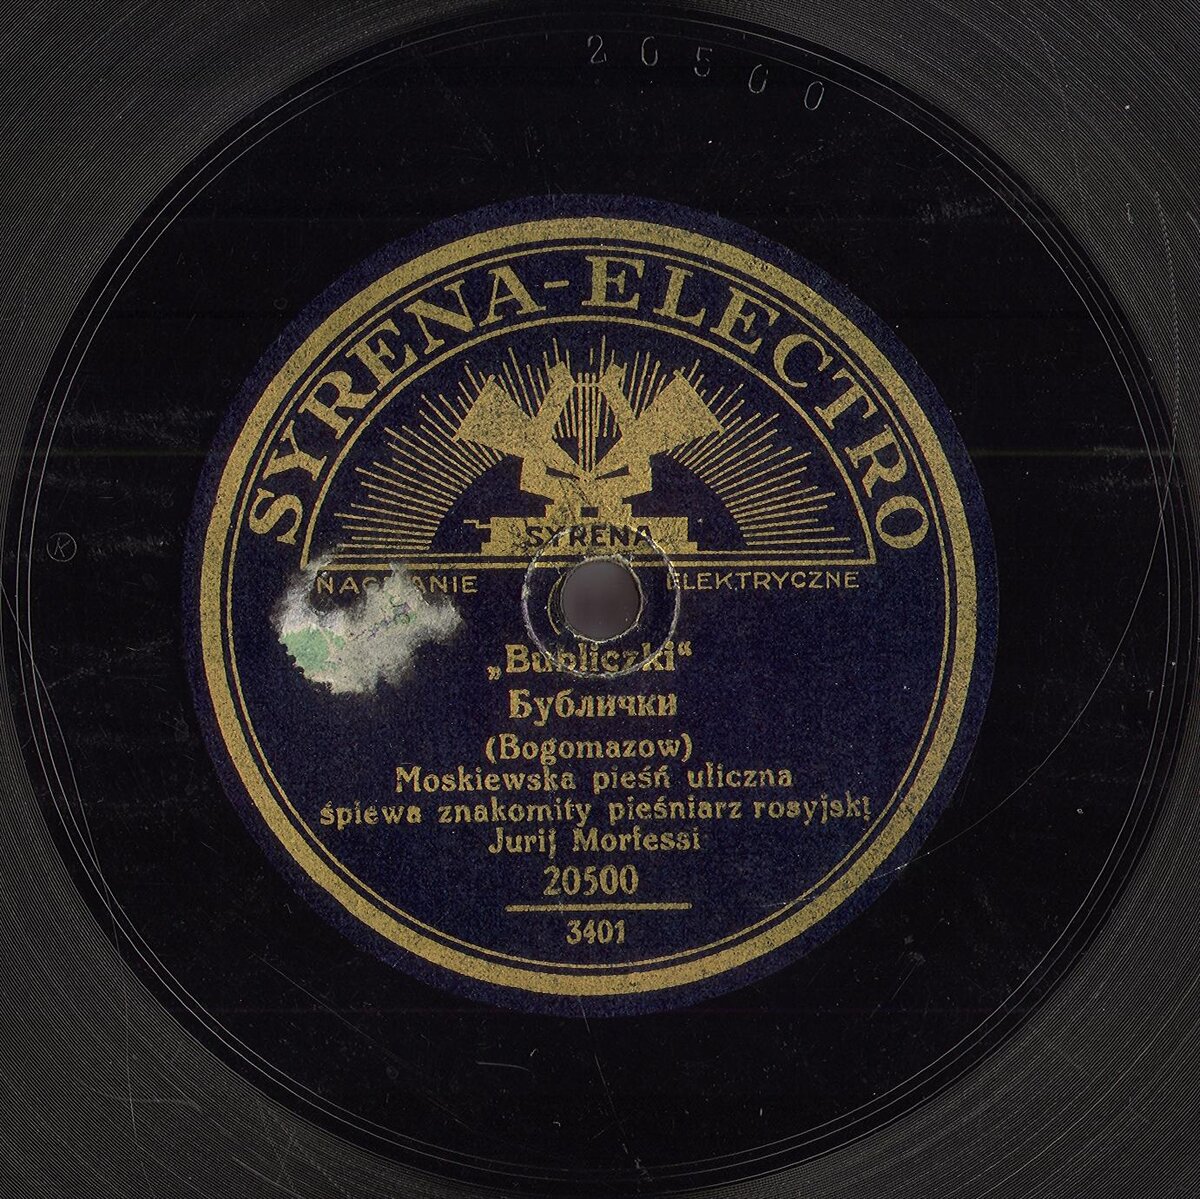 20500
SYRENA-ELECTRO
SYRENA
NAGRANIE ELEKTRYCZNE
K
„Bubliczki“
Бублички
(Bogomazow)
Moskiewska pieśń uliczna
śpiewa znakomity pieśniarz rosyjski
Jurij Morfessi
20500
3401